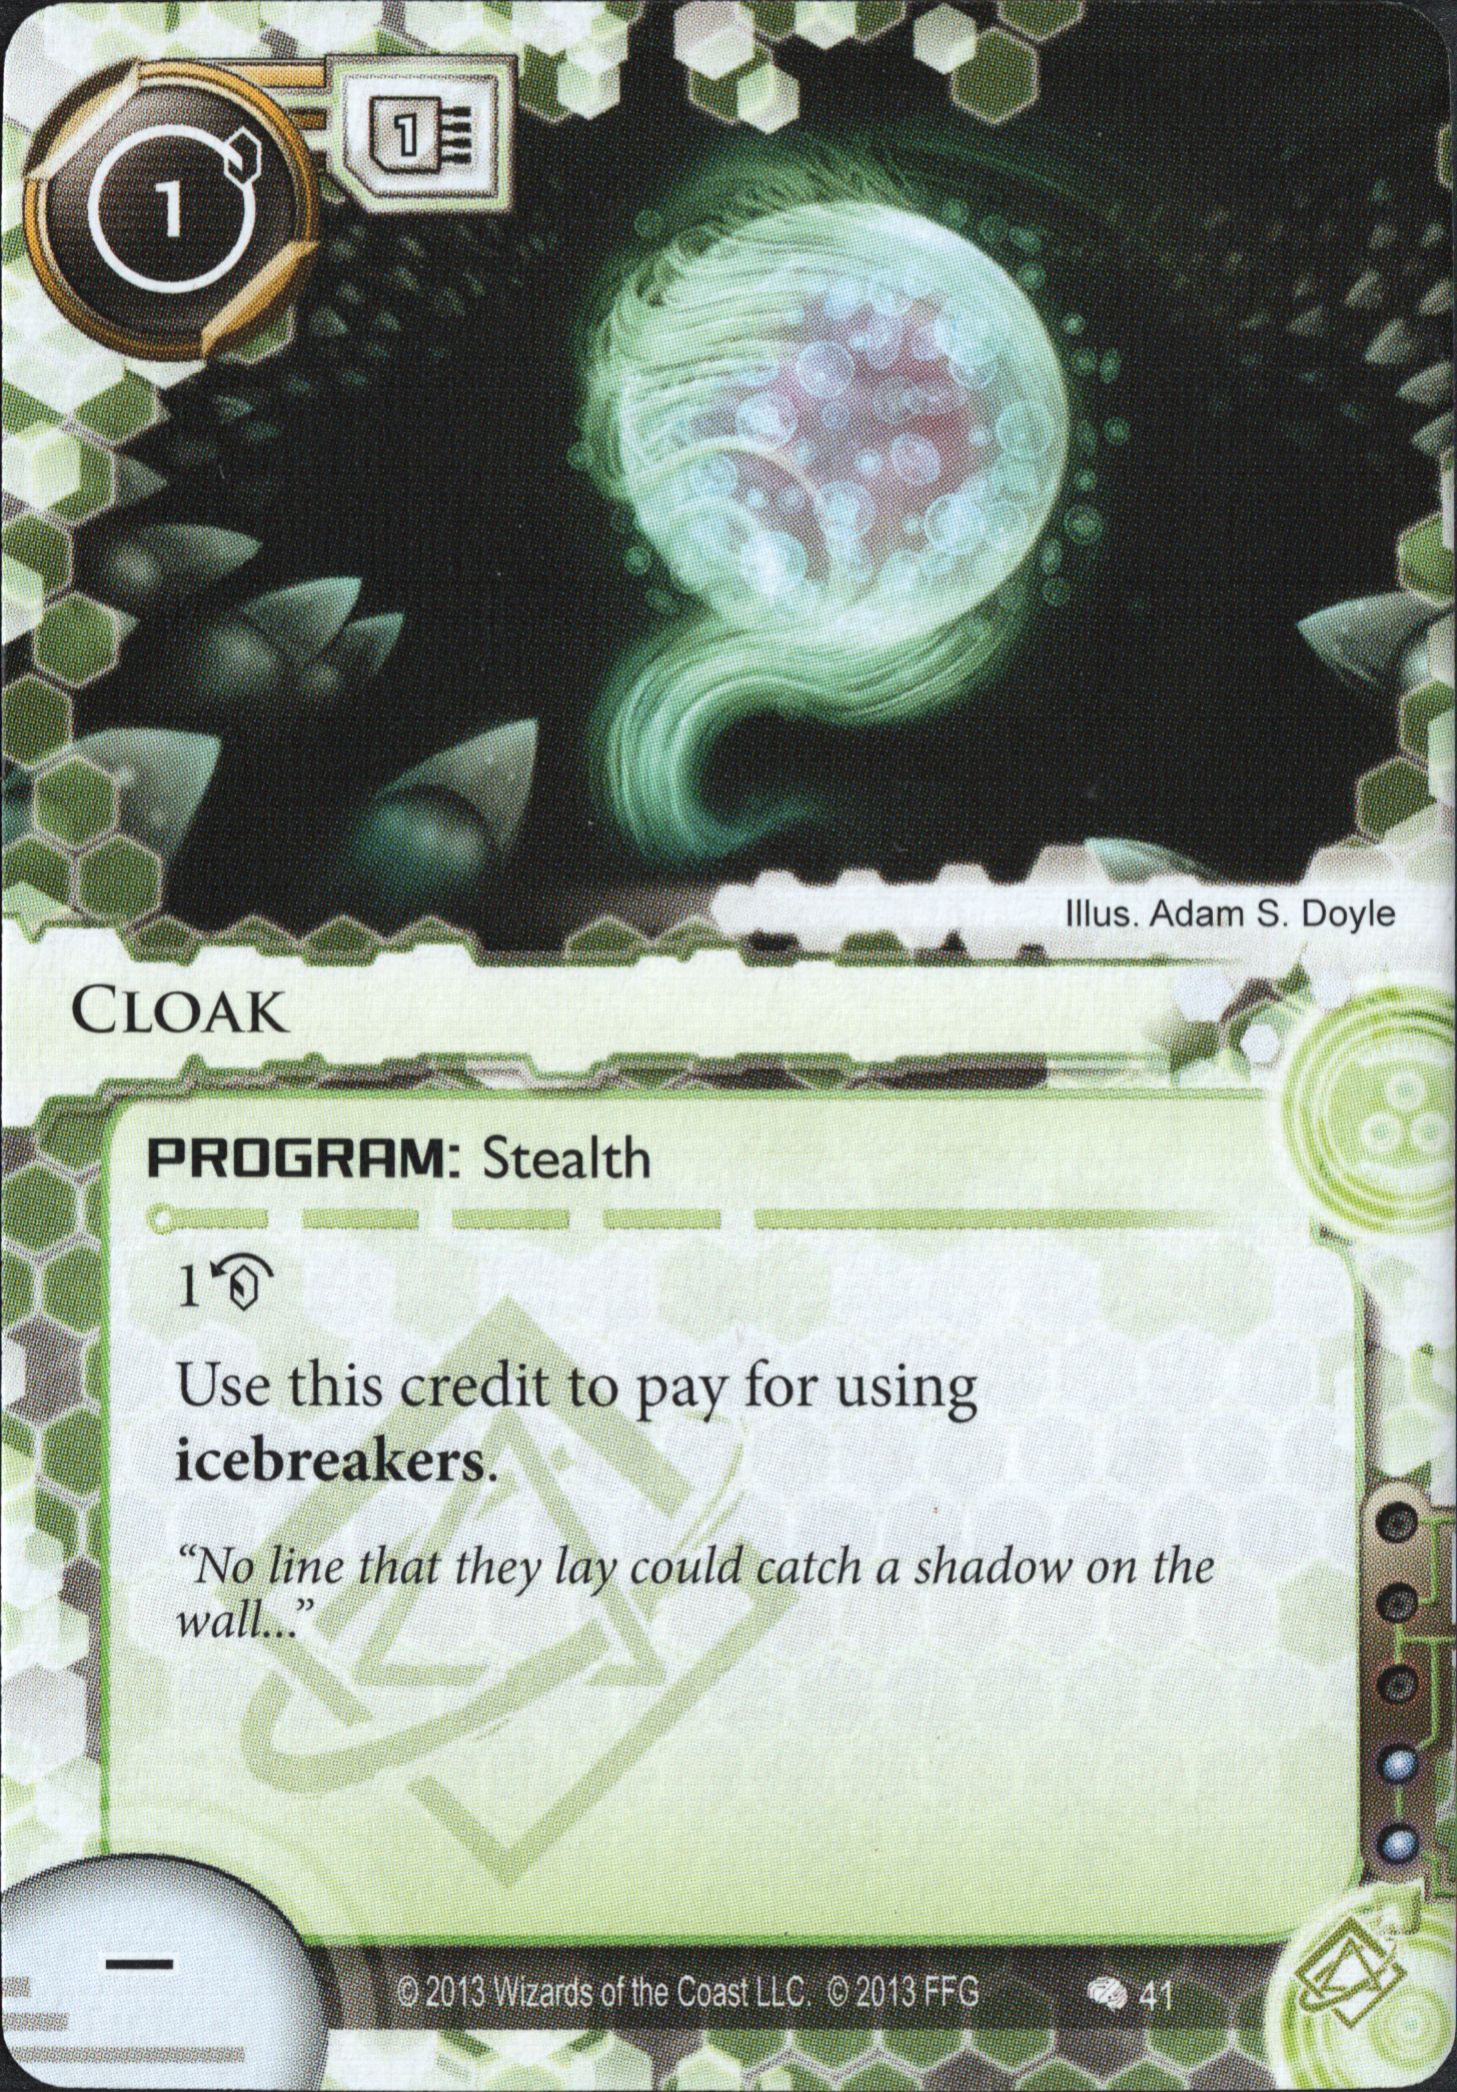 1
1
Illus. Adam S. Doyle
CLOAK
PROGRAM: Stealth
1
Use this credit to pay for using
icebreakers.
“No line that they lay could catch a shadow on the
wall...”
–
© 2013 Wizards of the Coast LLC. © 2013 FFG 41